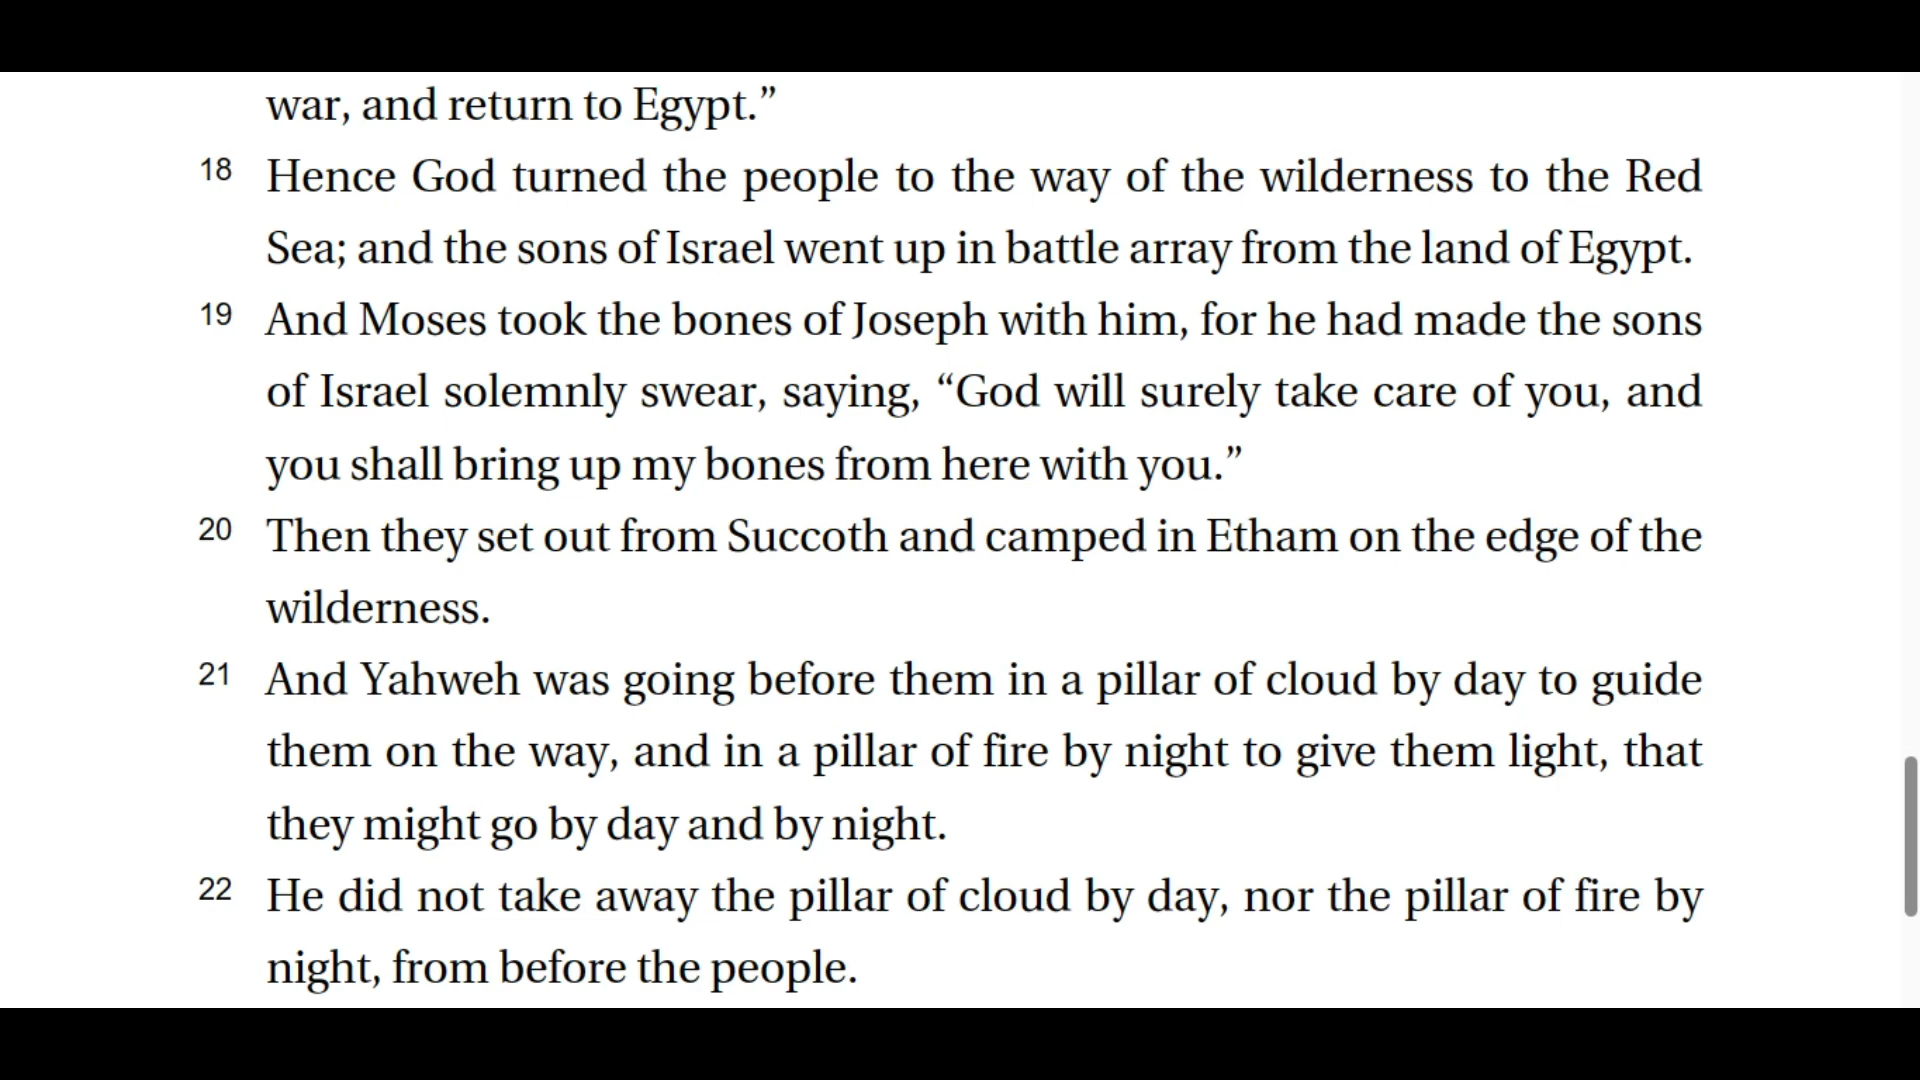 war, and return to Egypt.”
18 Hence God turned the people to the way of the wilderness to the Red
Sea; and the sons of Israel went up in battle array from the land of Egypt.
19 And Moses took the bones of Joseph with him, for he had made the sons
of Israel solemnly swear, saying, “God will surely take care of you, and
you shall bring up my bones from here with you.”
20 Then they set out from Succoth and camped in Etham on the edge of the
wilderness.
21 And Yahweh was going before them in a pillar of cloud by day to guide
them on the way, and in a pillar of fire by night to give them light, that
they might go by day and by night.
22 He did not take away the pillar of cloud by day, nor the pillar of fire by
night, from before the people.